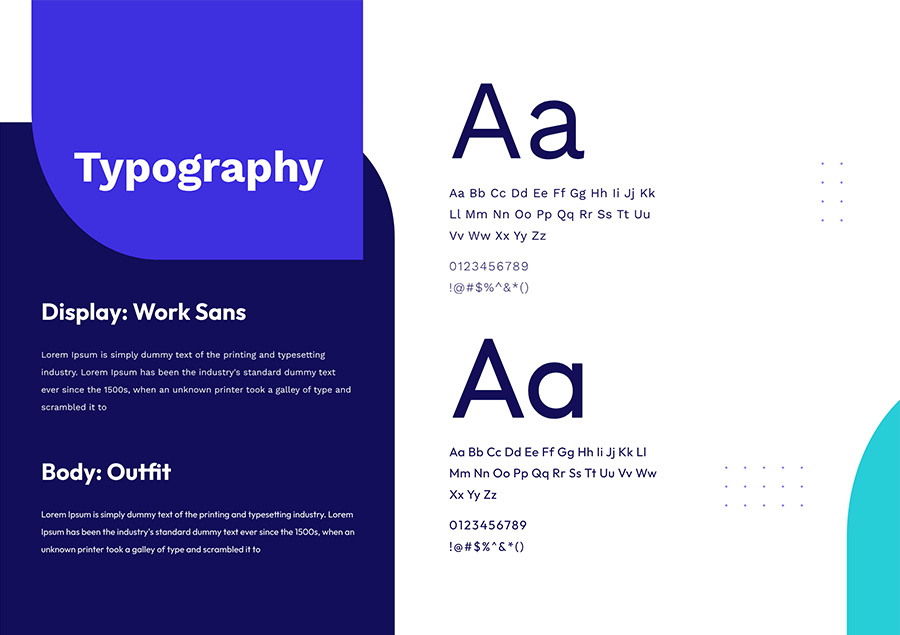 Typography
Display: Work Sans
Lorem Ipsum is simply dummy text of the printing and typesetting
industry. Lorem Ipsum has been the industry's standard dummy text
ever since the 1500s, when an unknown printer took a galley of type and
scrambled it to
Body: Outfit
Lorem Ipsum is simply dummy text of the printing and typesetting industry. Lorem
Ipsum has been the industry's standard dummy text ever since the 1500s, when an
unknown printer took a galley of type and scrambled it to
Aa
Aa Bb Cc Dd Ee Ff Gg Hh Ii Jj Kk
Ll Mm Nn Oo Pp Qq Rr Ss Tt Uu
Vv Ww Xx Yy Zz
0123456789
!@#$%^&*()
Aa
Aa Bb Cc Dd Ee Ff Gg Hh Ii Jj Kk Ll
Mm Nn Oo Pp Qq Rr Ss Tt Uu Vv Ww
Xx Yy Zz
0123456789
!@#$%^&*()